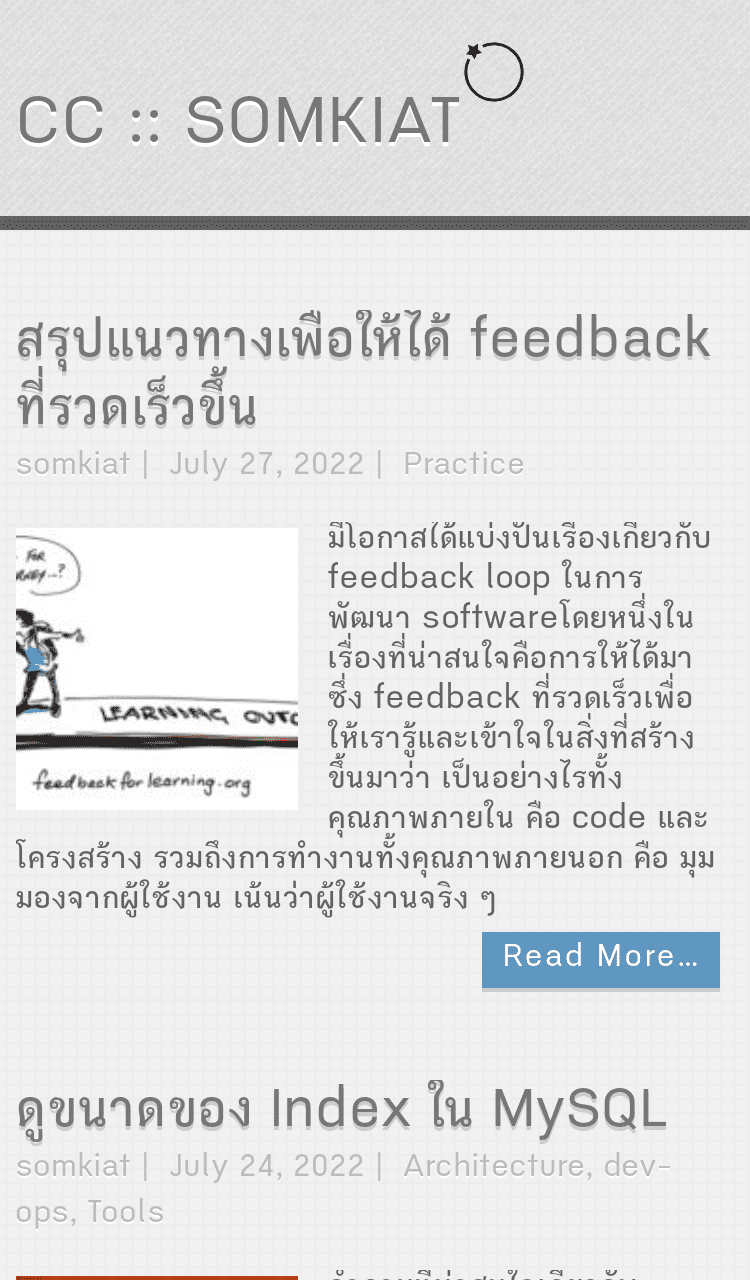 CC :: SOMKIAT
สรุปแนวทางเพื่อให้ได้ feedback
ที่รวดเร็วขึ้น
somkiat | July 27, 2022 | Practice
FOR
feedbackforlearning.org
มีโอกาสได้แบ่งปันเรื่องเกี่ยวกับ
feedback loop ในการ
พัฒนา softwareโดยหนึ่งใน
เรื่องที่น่าสนใจคือการให้ได้มา
ซึ่ง feedback ที่รวดเร็วเพื่อ
ให้เรารู้และเข้าใจในสิ่งที่สร้าง
ขึ้นมาว่า เป็นอย่างไรทั้ง
คุณภาพภายใน คือ code และ
โครงสร้าง รวมถึงการทำงานทั้งคุณภาพภายนอก คือ มุม
มองจากผู้ใช้งาน เน้นว่าผู้ใช้งานจริง ๆ
LEARNING
Read More...
ดูขนาดของ Index ใน MySQL
somkiat | July 24, 2022 | Architecture, dev-
ops, Tools